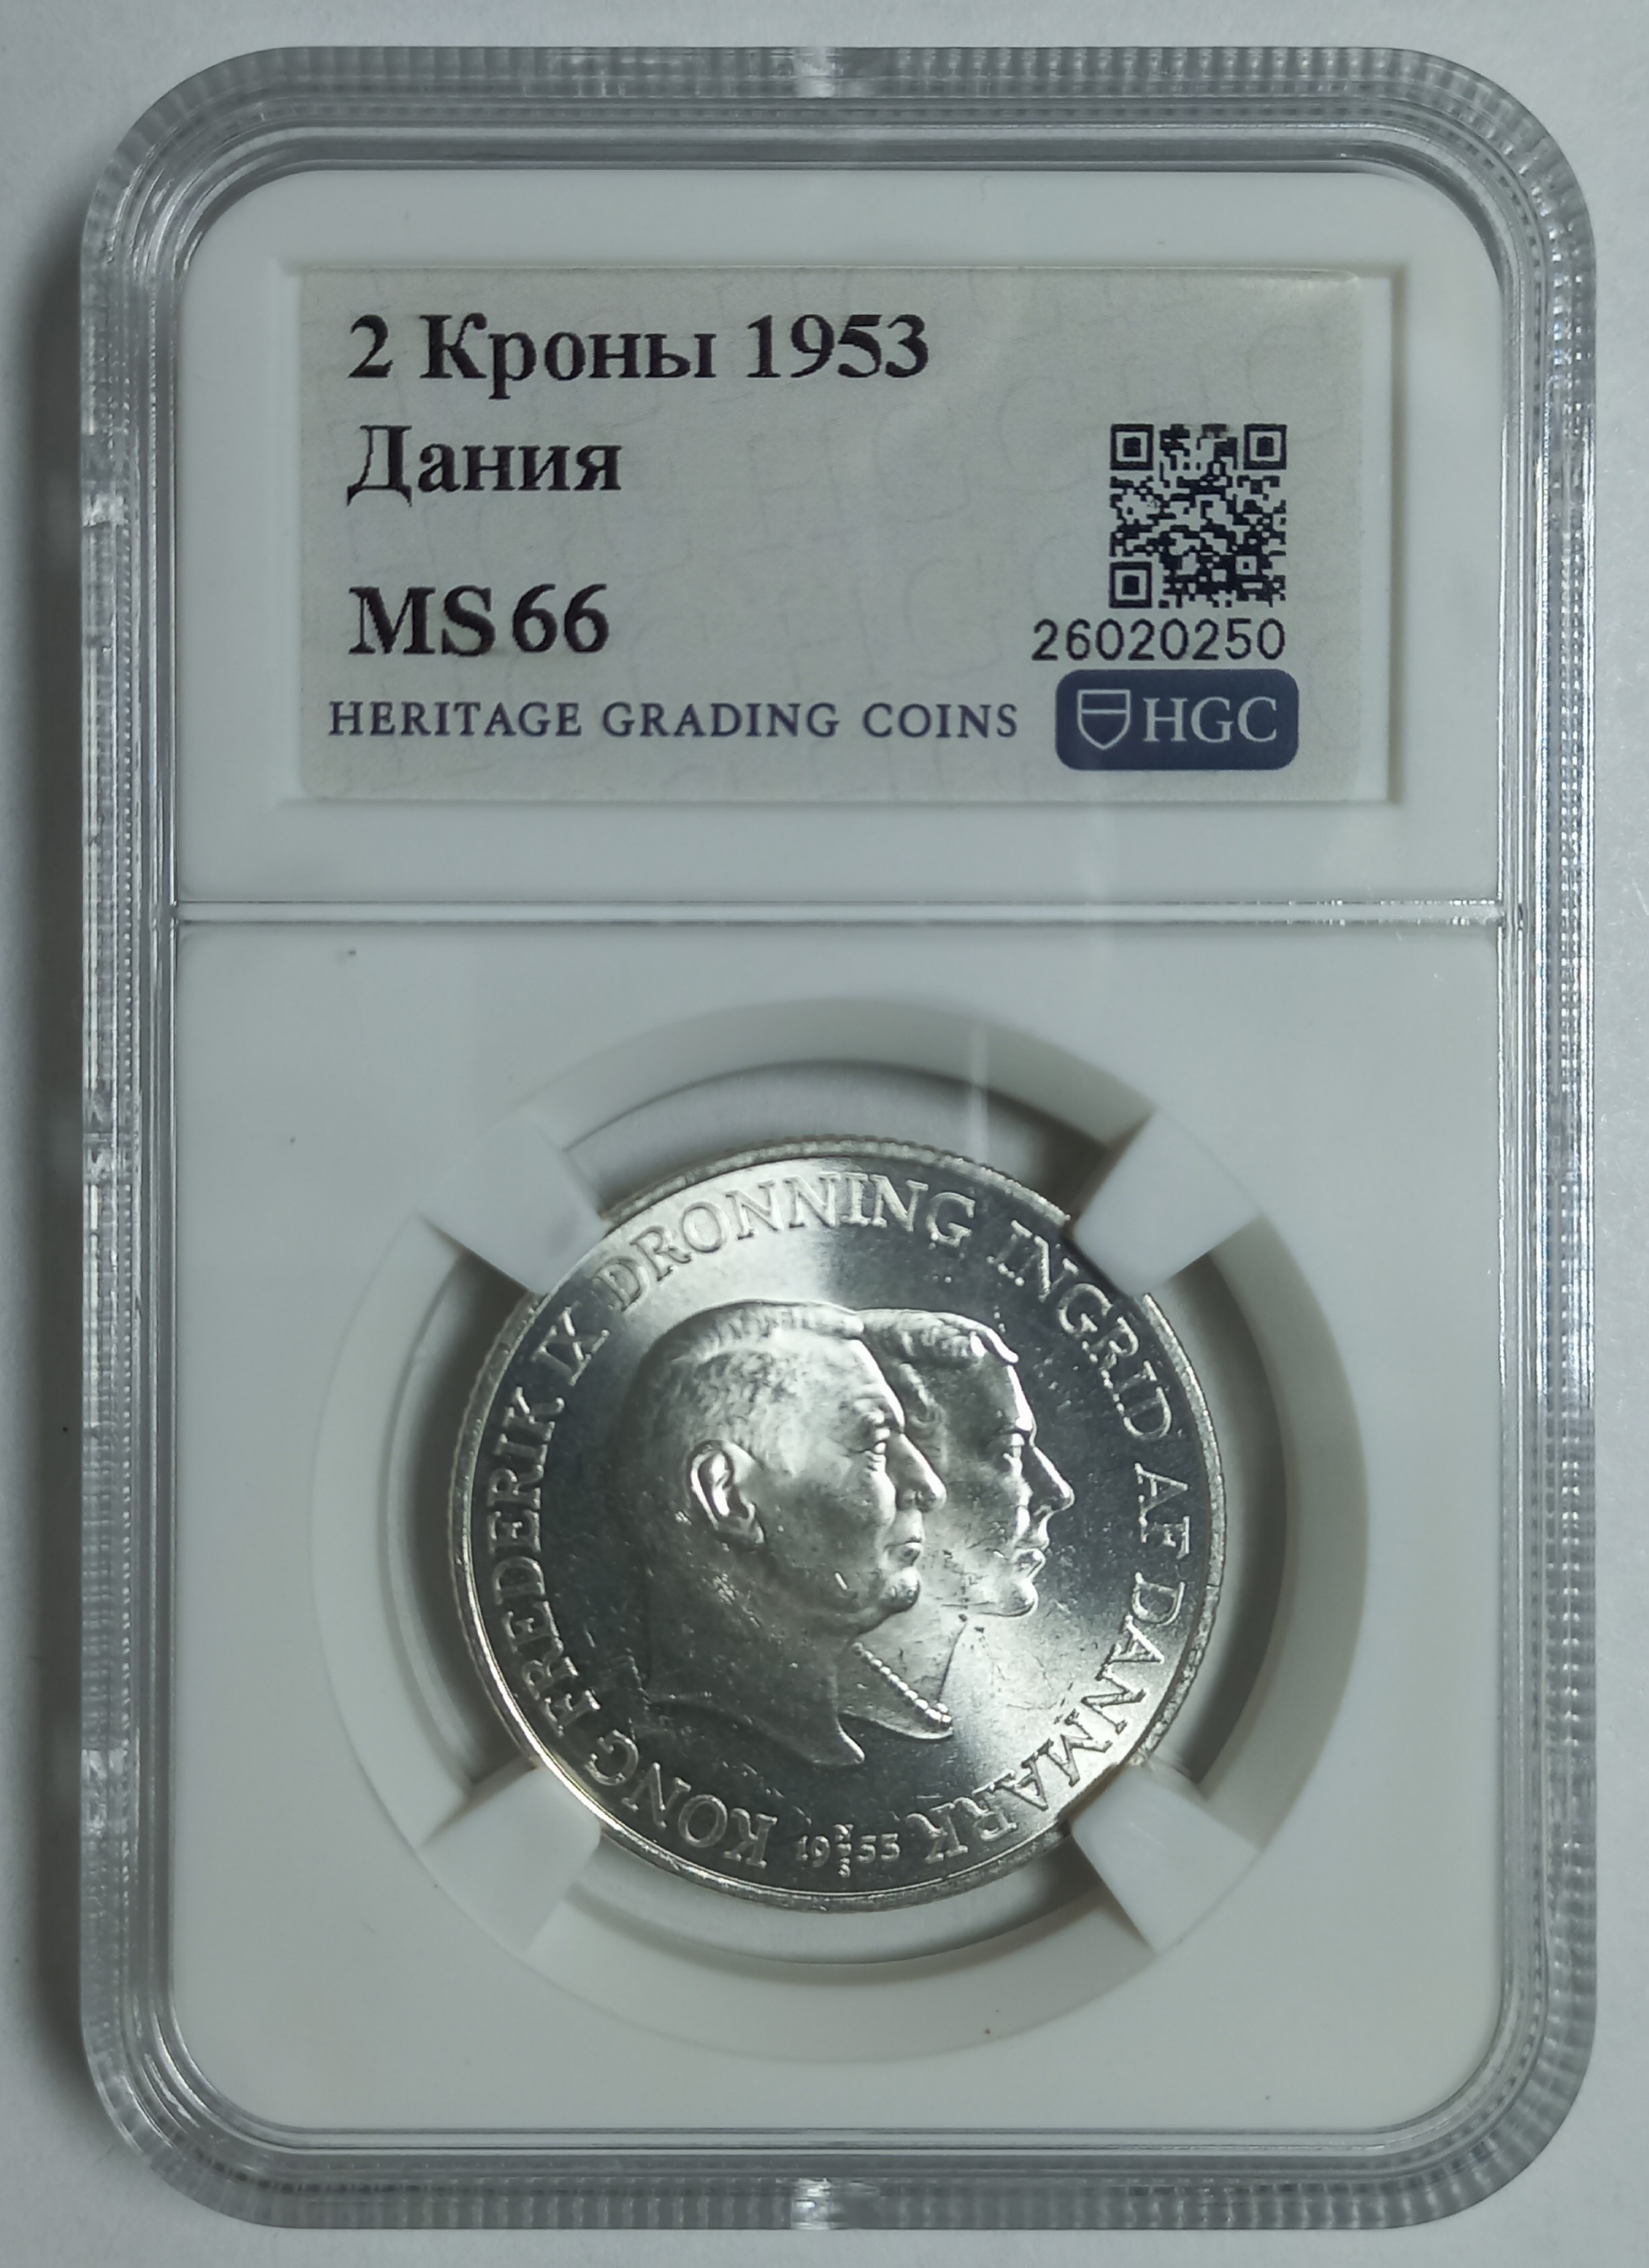 2 Кроны 1953
Дания
MS 66
26020250
HERITAGE GRADING COINS
HGC
KONG FREDERIK IX DRONNING INGRID AF DANMARK
19 N♥S 53